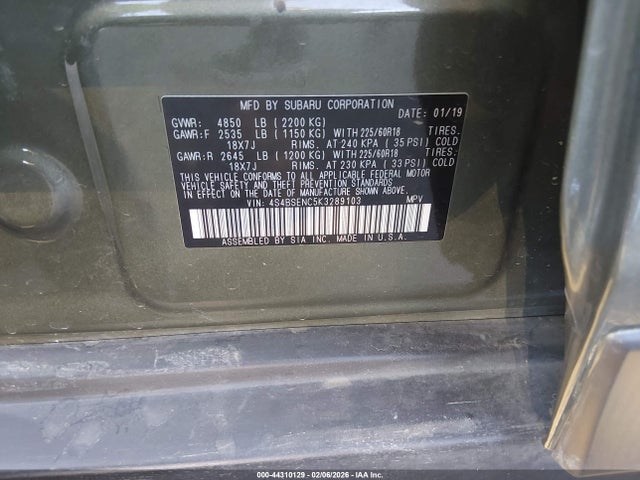 MFD BY SUBARU CORPORATION
DATE: 01/19
GVWR: 4850 LB (2200 KG)
GAWR:F 2535 LB (1150 KG) WITH 225/60R18 TIRES.
18X7J RIMS. AT 240 KPA (35 PSI) COLD
GAWR:R 2645 LB (1200 KG) WITH 225/60R18 TIRES.
18X7J RIMS. AT 230 KPA (33 PSI) COLD
THIS VEHICLE CONFORMS TO ALL APPLICABLE FEDERAL MOTOR
VEHICLE SAFETY AND THEFT PREVENTION STANDARDS IN EFFECT ON
THE DATE OF MANUFACTURE SHOWN ABOVE.
VIN: 4S4BSENC5K3289103 MPV
ASSEMBLED BY SIA INC. MADE IN U.S.A.
000-44310129 - 02/06/2026 - IAAI